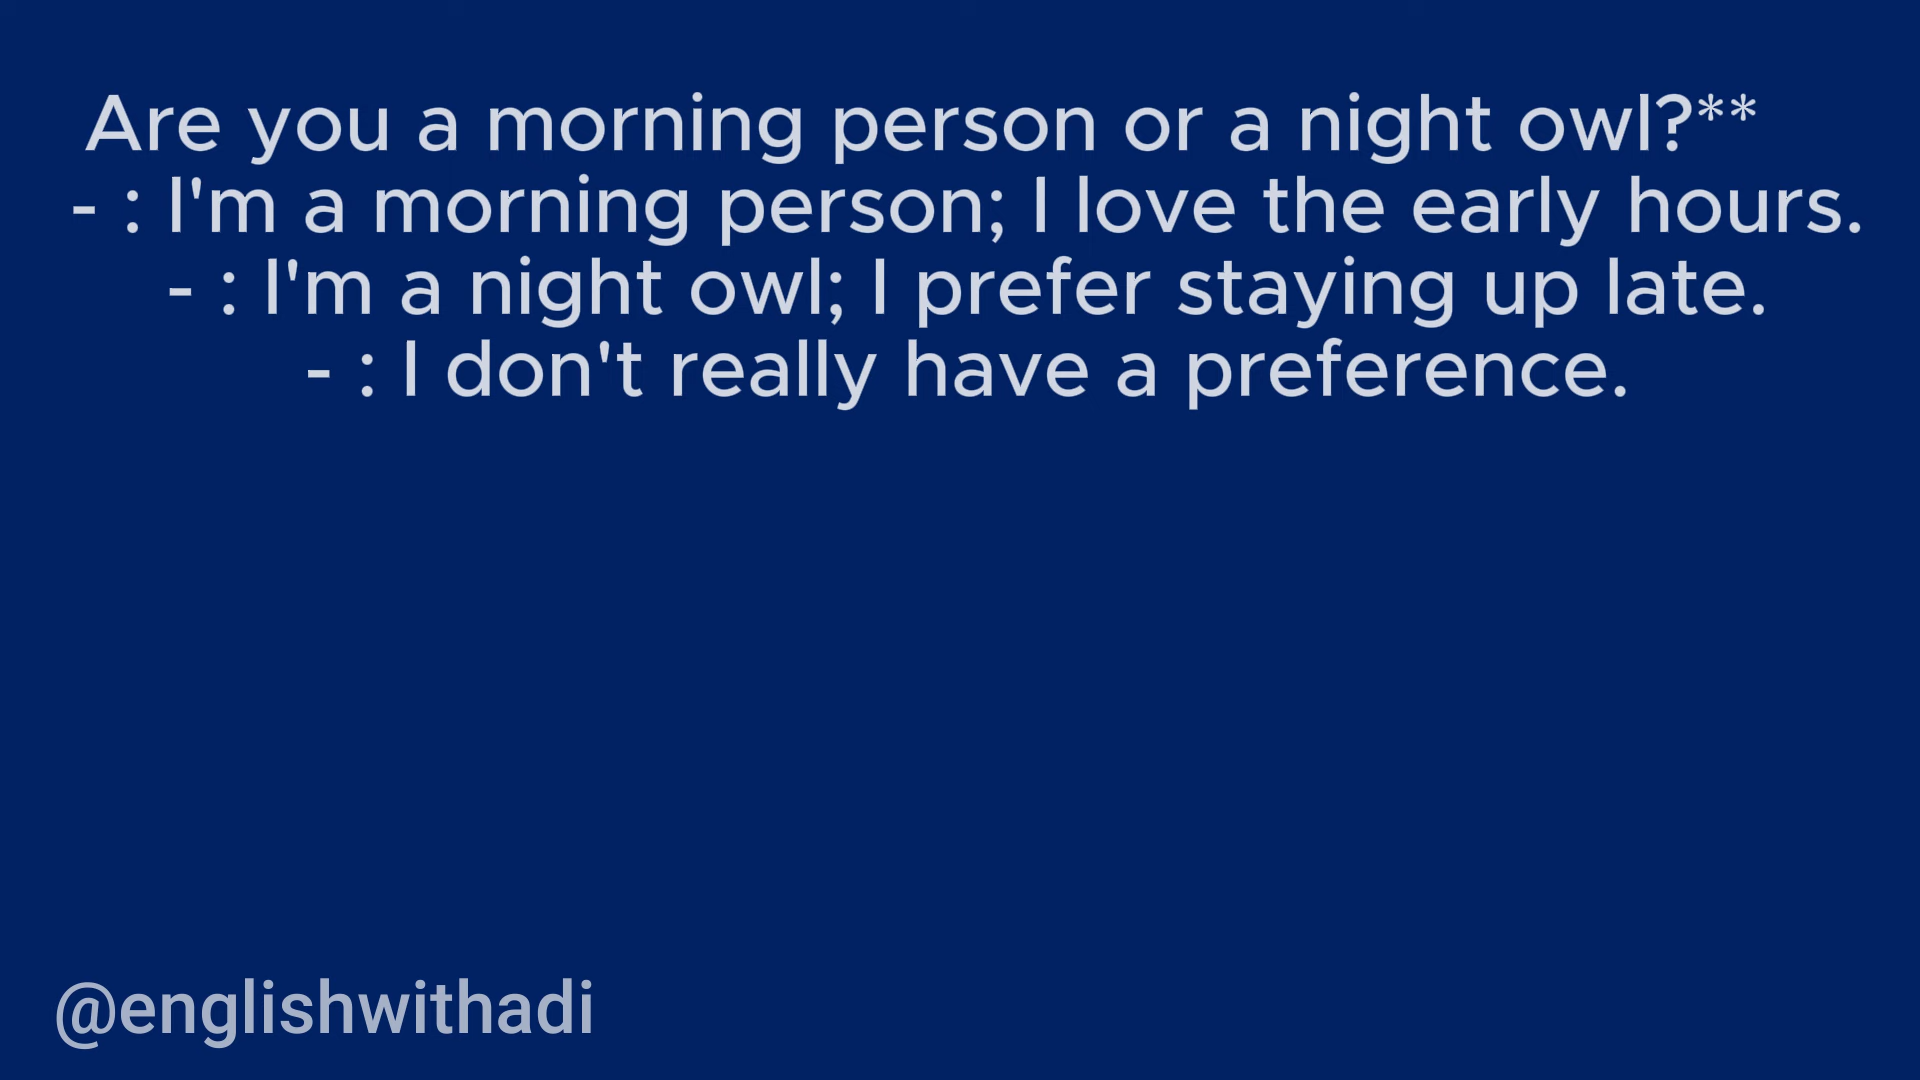 Are you a morning person or a night owl?**
- : I'm a morning person; I love the early hours.
- : I'm a night owl; I prefer staying up late.
- : I don't really have a preference.
@englishwithadi